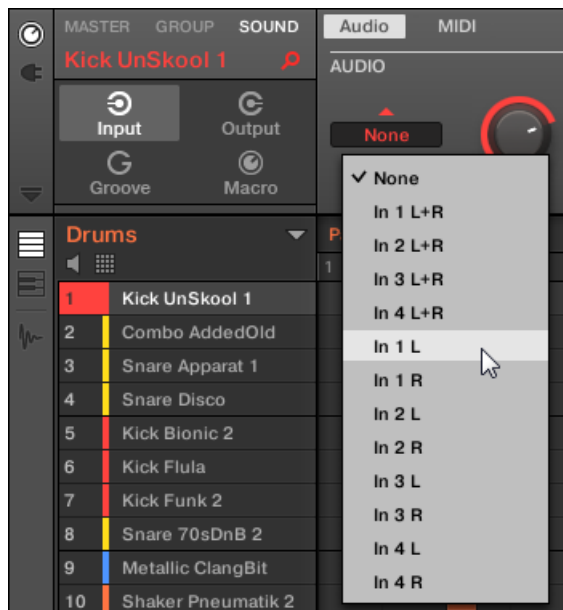 MASTER GROUP SOUND
Kick UnSkool 1
Input Output
Groove Macro
Audio MIDI
AUDIO
None
None
In 1 L+R
In 2 L+R
In 3 L+R
In 4 L+R
In 1 L
In 1 R
In 2 L
In 2 R
In 3 L
In 3 R
In 4 L
In 4 R
Drums
P
1
1 Kick UnSkool 1
2 Combo AddedOld
3 Snare Apparat 1
4 Snare Disco
5 Kick Bionic 2
6 Kick Flula
7 Kick Funk 2
8 Snare 70sDnB 2
9 Metallic ClangBit
10 Shaker Pneumatik 2